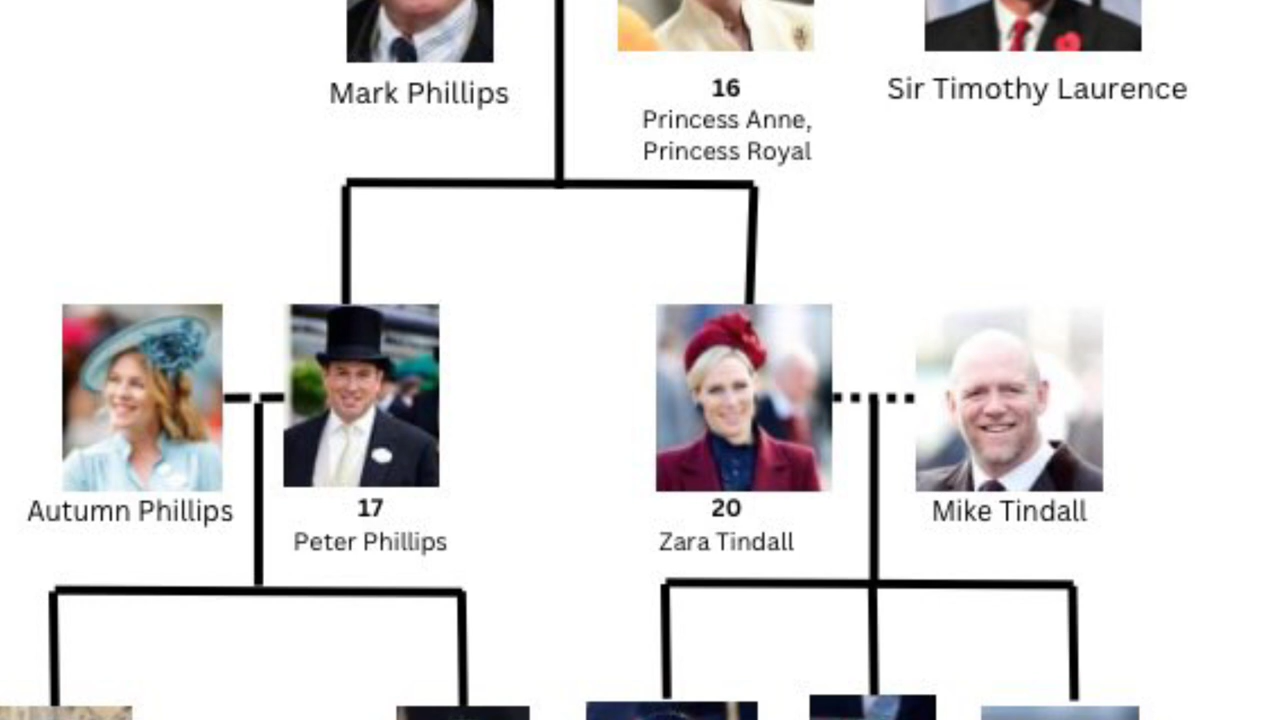 Mark Phillips
16
Princess Anne,
Princess Royal
Sir Timothy Laurence
Autumn Phillips
17
Peter Phillips
20
Zara Tindall
Mike Tindall